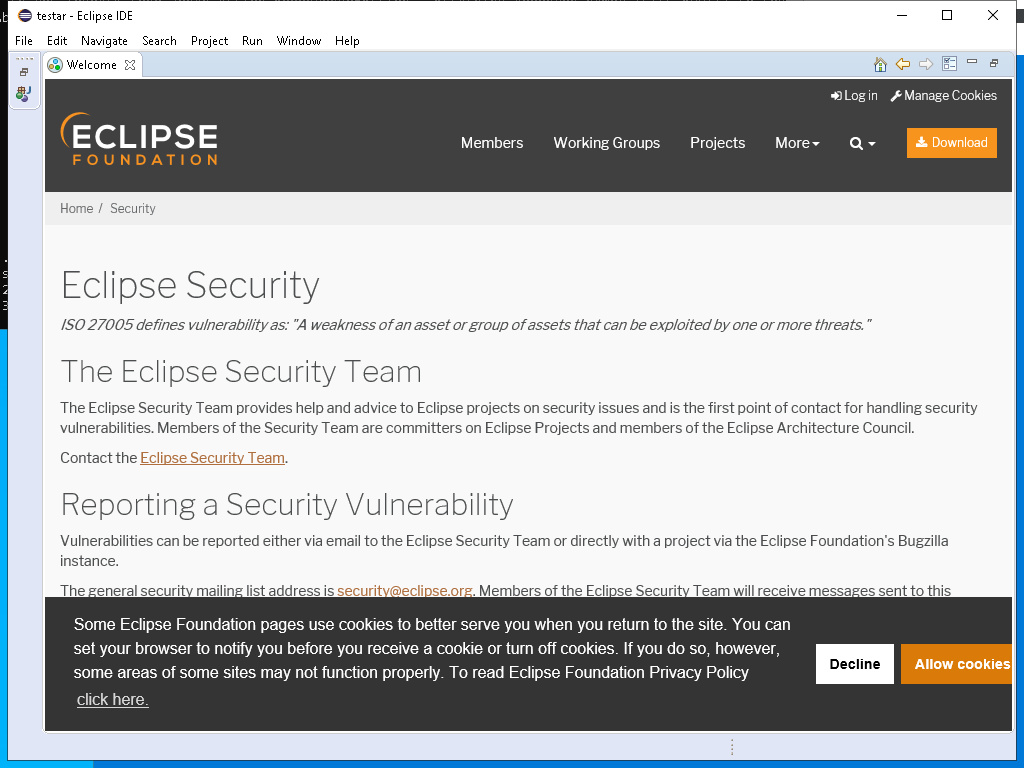 testar - Eclipse IDE
File Edit Navigate Search Project Run Window Help
Welcome
Log in Manage Cookies
ECLIPSE
FOUNDATION
Members Working Groups Projects More Download
Home / Security
Eclipse Security
ISO 27005 defines vulnerability as: "A weakness of an asset or group of assets that can be exploited by one or more threats."
The Eclipse Security Team
The Eclipse Security Team provides help and advice to Eclipse projects on security issues and is the first point of contact for handling security
vulnerabilities. Members of the Security Team are committers on Eclipse Projects and members of the Eclipse Architecture Council.
Contact the Eclipse Security Team.
Reporting a Security Vulnerability
Vulnerabilities can be reported either via email to the Eclipse Security Team or directly with a project via the Eclipse Foundation's Bugzilla
instance.
The general security mailing list address is security@eclipse.org. Members of the Eclipse Security Team will receive messages sent to this
Some Eclipse Foundation pages use cookies to better serve you when you return to the site. You can
set your browser to notify you before you receive a cookie or turn off cookies. If you do so, however,
some areas of some sites may not function properly. To read Eclipse Foundation Privacy Policy
click here.
Decline Allow cookies